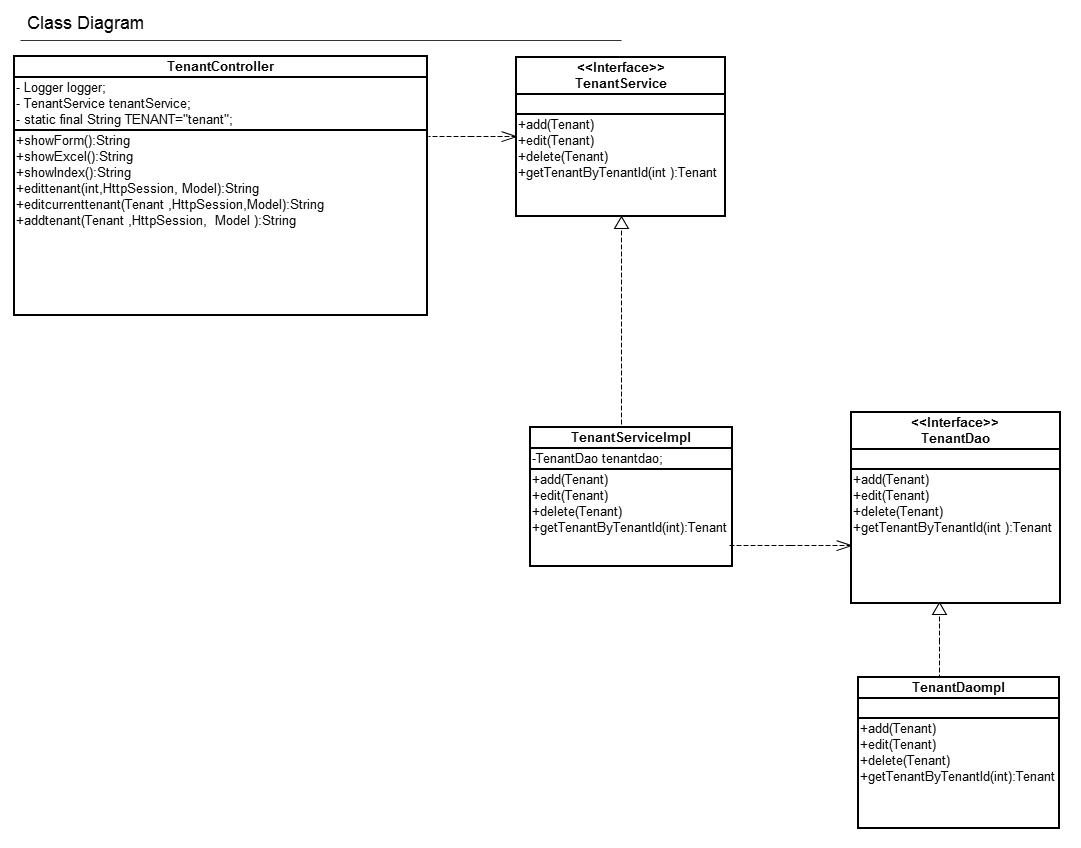 Class Diagram
TenantController
- Logger logger;
- TenantService tenantService;
- static final String TENANT="tenant";
+showForm():String
+showExcel():String
+showIndex():String
+edittenant(int,HttpSession, Model):String
+editcurrenttenant(Tenant ,HttpSession,Model):String
+addtenant(Tenant ,HttpSession,  Model ):String
<<Interface>>
TenantService
+add(Tenant)
+edit(Tenant)
+delete(Tenant)
+getTenantByTenantId(int ):Tenant
TenantServiceImpl
-TenantDao tenantdao;
+add(Tenant)
+edit(Tenant)
+delete(Tenant)
+getTenantByTenantId(int):Tenant
<<Interface>>
TenantDao
+add(Tenant)
+edit(Tenant)
+delete(Tenant)
+getTenantByTenantId(int ):Tenant
TenantDaompl
+add(Tenant)
+edit(Tenant)
+delete(Tenant)
+getTenantByTenantId(int):Tenant